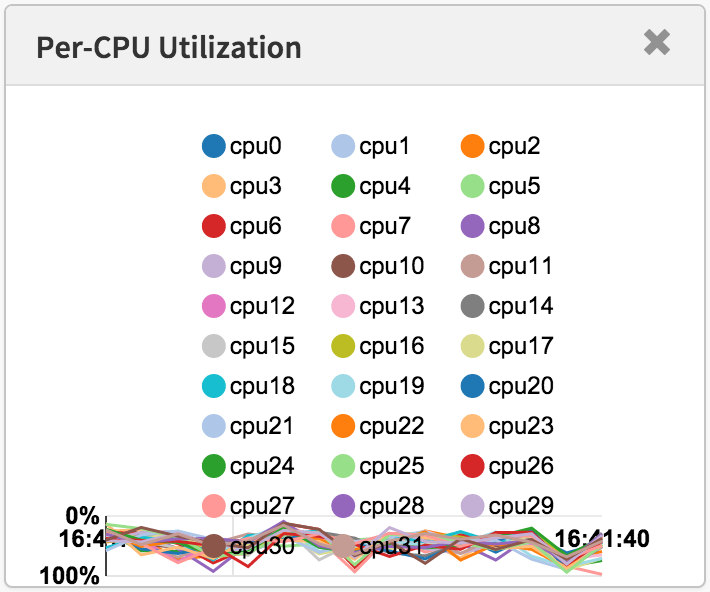 Per-CPU Utilization
cpu0 cpu1 cpu2
cpu3 cpu4 cpu5
cpu6 cpu7 cpu8
cpu9 cpu10 cpu11
cpu12 cpu13 cpu14
cpu15 cpu16 cpu17
cpu18 cpu19 cpu20
cpu21 cpu22 cpu23
cpu24 cpu25 cpu26
cpu27 cpu28 cpu29
0%
16:41:40
cpu30 cpu31
100%